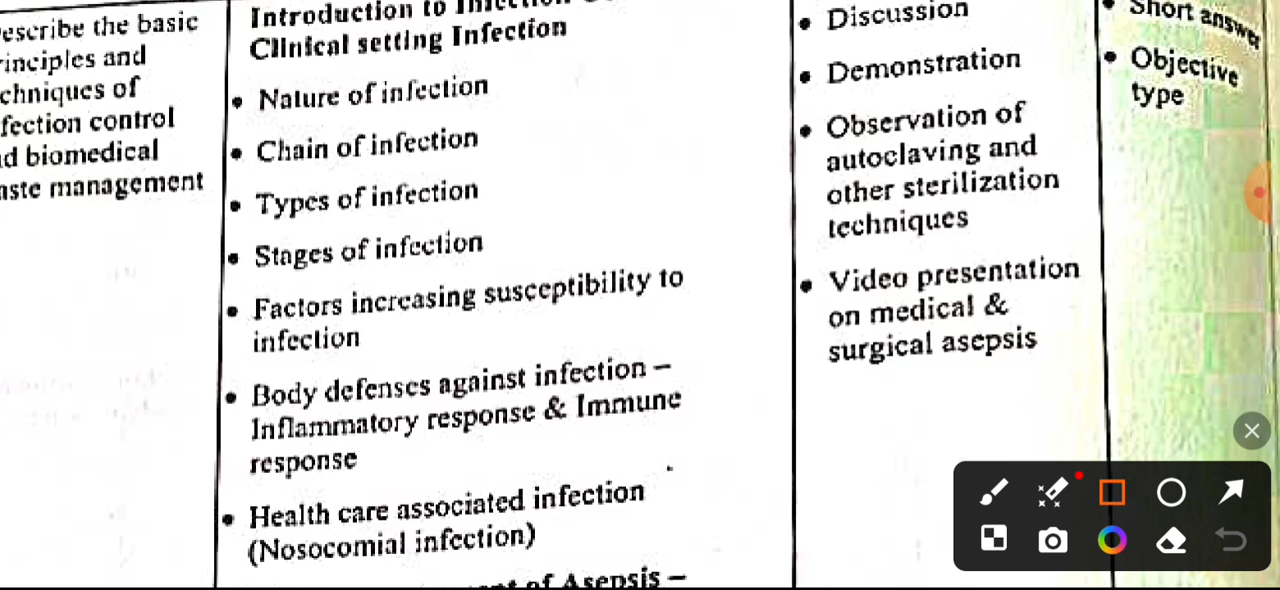 escribe the basic
rinciples and
chniques of
fection control
d biomedical
aste management
Introduction to
Clinical setting Infection
• Nature of infection
• Chain of infection
• Types of infection
• Stages of infection
• Factors increasing susceptibility to
infection
• Body defenses against infection –
Inflammatory response & Immune
response
• Health care associated infection
(Nosocomial infection)
of Asepsis –
• Discussion
• Demonstration
• Observation of
autoclaving and
other sterilization
techniques
• Video presentation
on medical &
surgical asepsis
• Short answer
• Objective
type